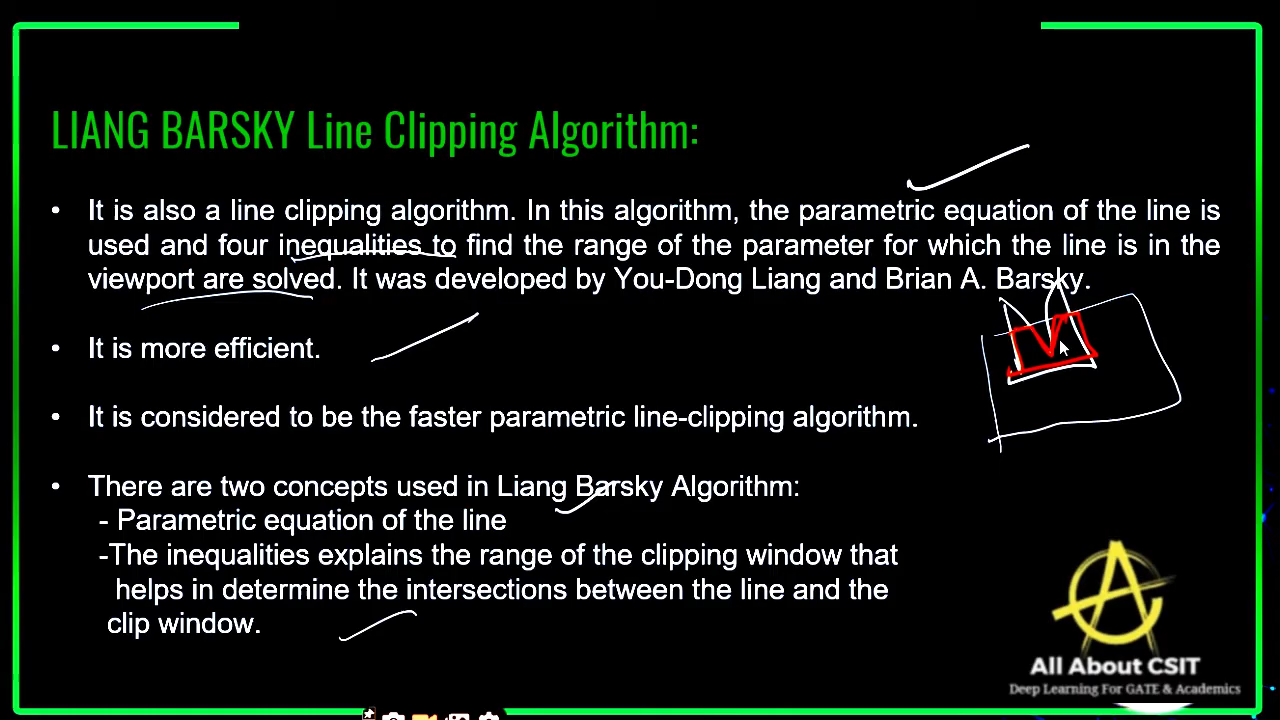 LIANG BARSKY Line Clipping Algorithm:
• It is also a line clipping algorithm. In this algorithm, the parametric equation of the line is
used and four inequalities to find the range of the parameter for which the line is in the
viewport are solved. It was developed by You-Dong Liang and Brian A. Barsky.
• It is more efficient.
• It is considered to be the faster parametric line-clipping algorithm.
• There are two concepts used in Liang Barsky Algorithm:
- Parametric equation of the line
-The inequalities explains the range of the clipping window that
helps in determine the intersections between the line and the
clip window.
All About CSIT
Deep Learning For GATE & Academics